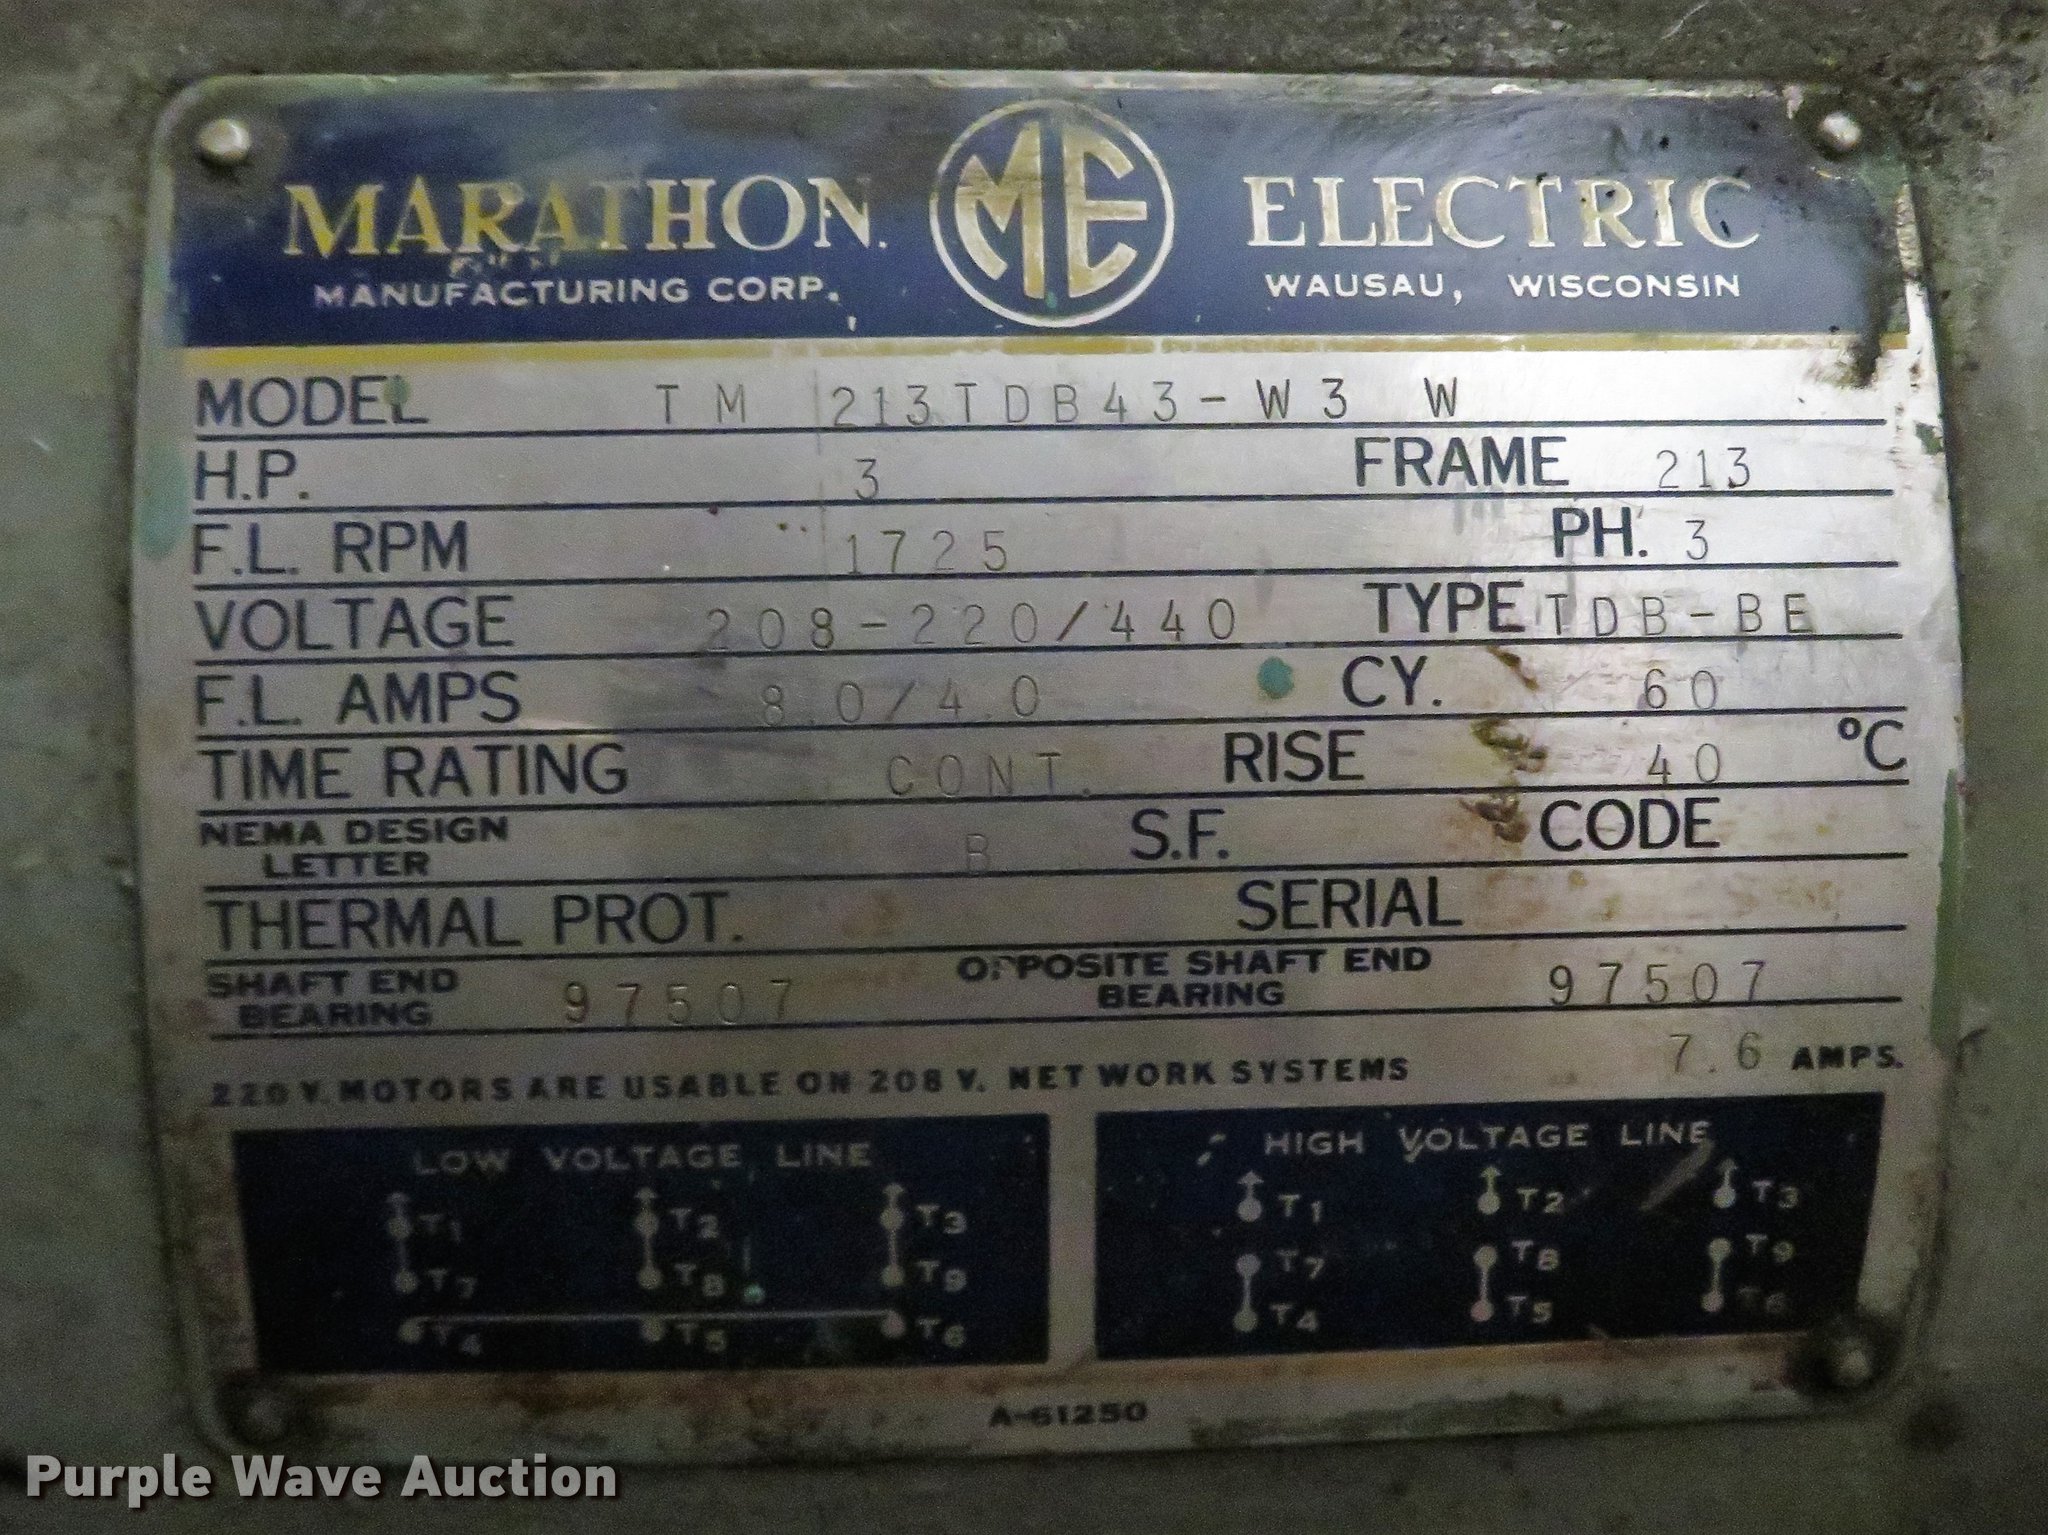 MARATHON ME ELECTRIC
MANUFACTURING CORP. WAUSAU, WISCONSIN
MODEL TM 213TDB43-W3 W
H.P. 3 FRAME 213
F.L. RPM 1725 PH. 3
VOLTAGE 208-220/440 TYPE TDB-BE
F.L. AMPS 8.0/4.0 CY. 60
TIME RATING CONT. RISE 40 °C
NEMA DESIGN LETTER B S.F. CODE
THERMAL PROT. SERIAL
SHAFT END BEARING 97507 OPPOSITE SHAFT END BEARING 97507
220 V. MOTORS ARE USABLE ON 208 V. NET WORK SYSTEMS 7.6 AMPS.
LOW VOLTAGE LINE
T1 T2 T3
T7 T8 T9
T4 T5 T6
HIGH VOLTAGE LINE
T1 T2 T3
T7 T8 T9
T4 T5 T6
A-61250
Purple Wave Auction